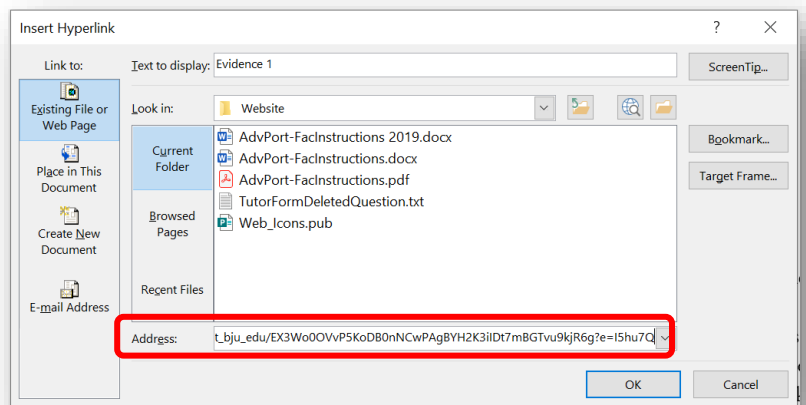 Insert Hyperlink
?
Link to:
Text to display: Evidence 1
ScreenTip...
Existing File or
Web Page
Look in: Website
Current
Folder
AdvPort-FacInstructions 2019.docx
AdvPort-FacInstructions.docx
AdvPort-FacInstructions.pdf
TutorFormDeletedQuestion.txt
Web_Icons.pub
Bookmark...
Target Frame...
Place in This
Document
Browsed
Pages
Create New
Document
Recent Files
E-mail Address
Address: t_bju_edu/EX3Wo0OVvP5KoDB0nNCwPAgBYH2K3iIDt7mBGTvu9kjR6g?e=I5hu7Q
OK
Cancel